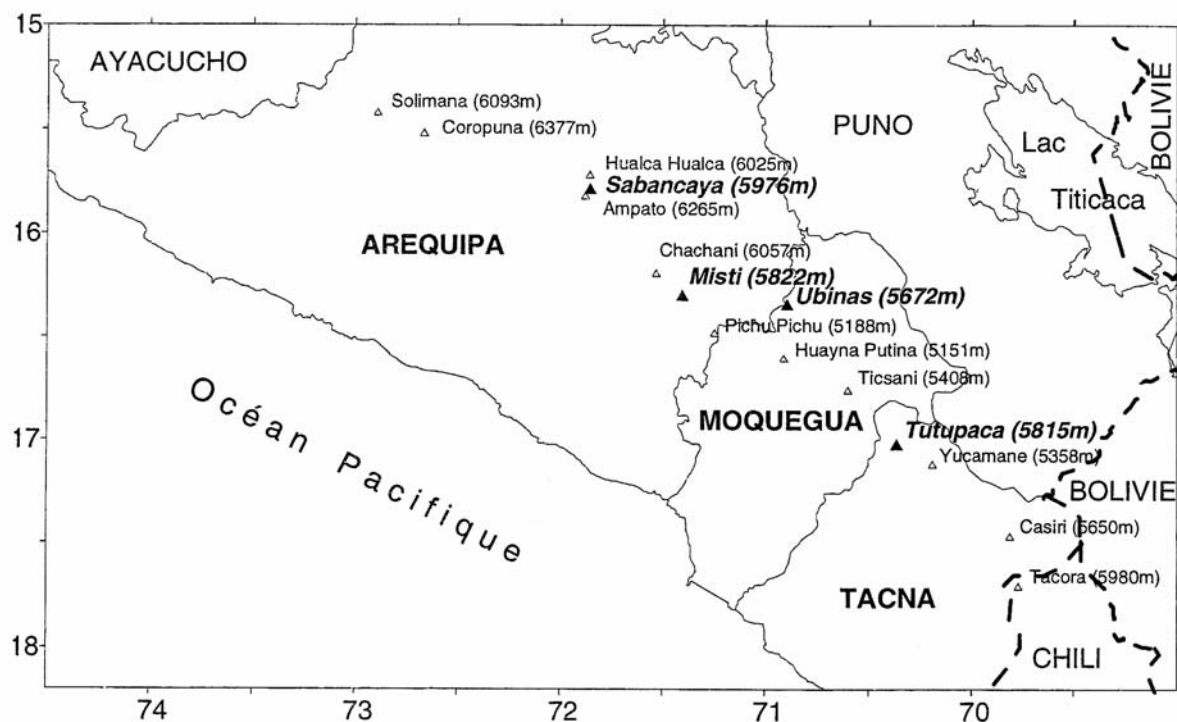 15
AYACUCHO
BOLIVIE
Solimana (6093m)
Coropuna (6377m)
PUNO
Lac
Titicaca
Hualca Hualca (6025m)
Sabancaya (5976m)
Ampato (6265m)
16
AREQUIPA
Chachani (6057m)
Misti (5822m)
Ubinas (5672m)
Pichu Pichu (5188m)
Huayna Putina (5151m)
Ticsani (5408m)
Océan Pacifique
MOQUEGUA
17
Tutupaca (5815m)
Yucamane (5358m)
BOLIVIE
Casiri (5650m)
Tacora (5980m)
TACNA
18
CHILI
74
73
72
71
70